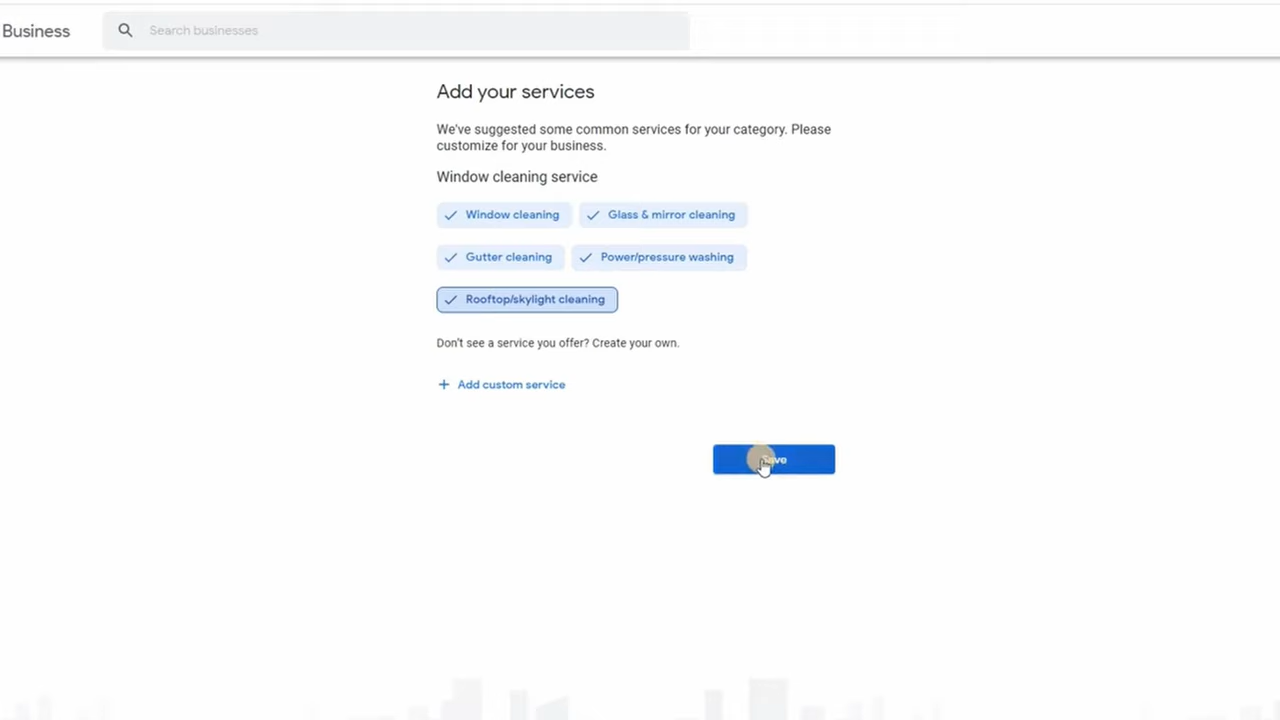 Business
Search businesses
Add your services
We've suggested some common services for your category. Please
customize for your business.
Window cleaning service
Window cleaning
Glass & mirror cleaning
Gutter cleaning
Power/pressure washing
Rooftop/skylight cleaning
Don't see a service you offer? Create your own.
+ Add custom service
Save